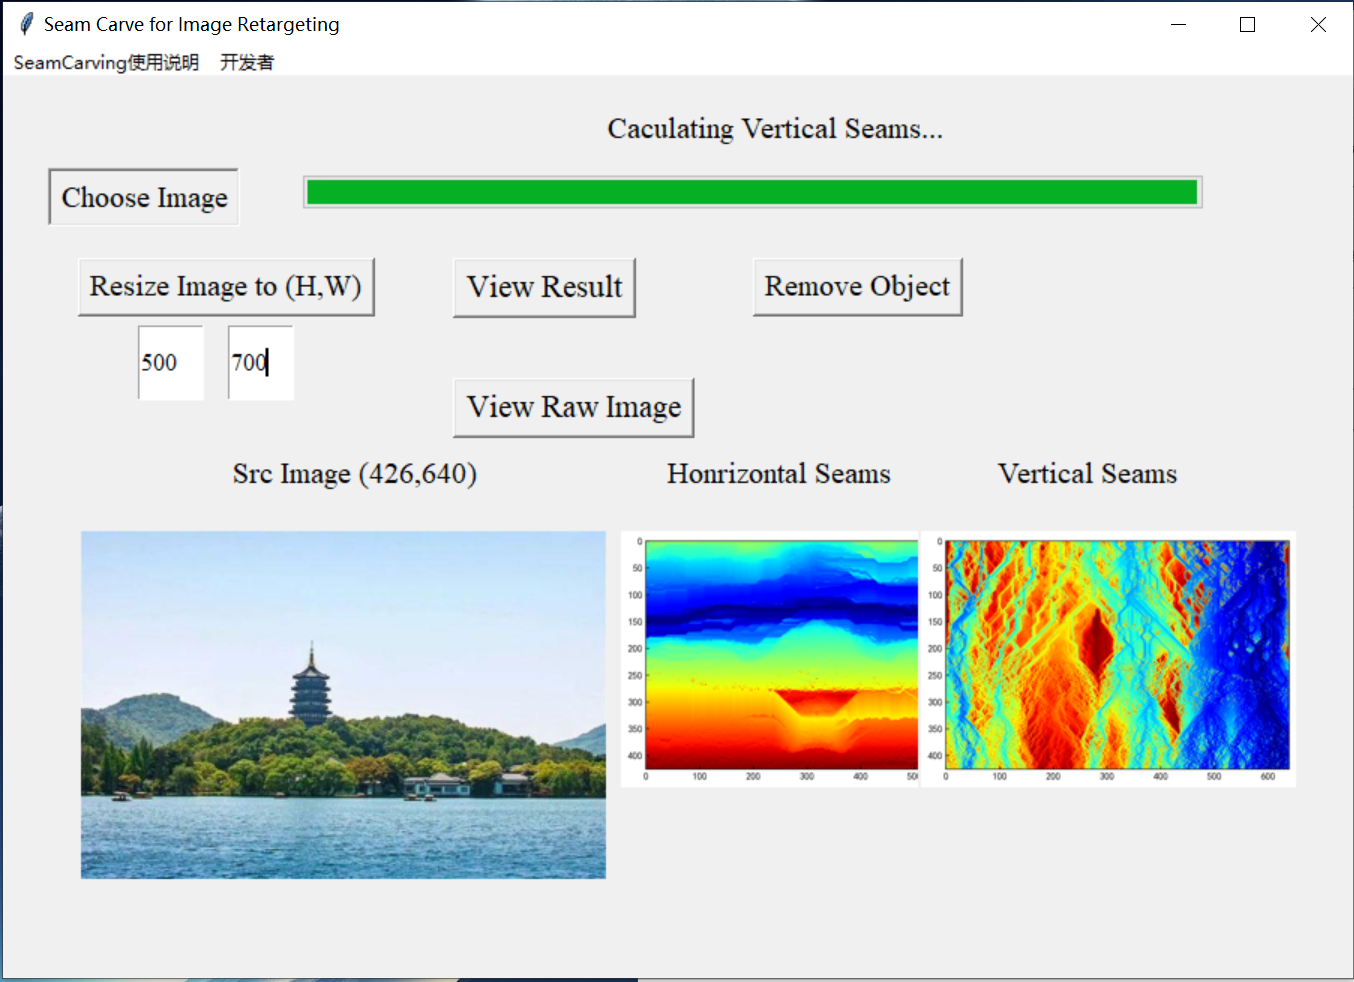 Seam Carve for Image Retargeting
SeamCarving使用说明 开发者
Caculating Vertical Seams...
Choose Image
Resize Image to (H,W)
View Result
Remove Object
500
700
View Raw Image
Src Image (426,640)
Honrizontal Seams
Vertical Seams
0
50
100
150
200
250
300
350
400
0 100 200 300 400
0
50
100
150
200
250
300
350
400
0 100 200 300 400 500 600